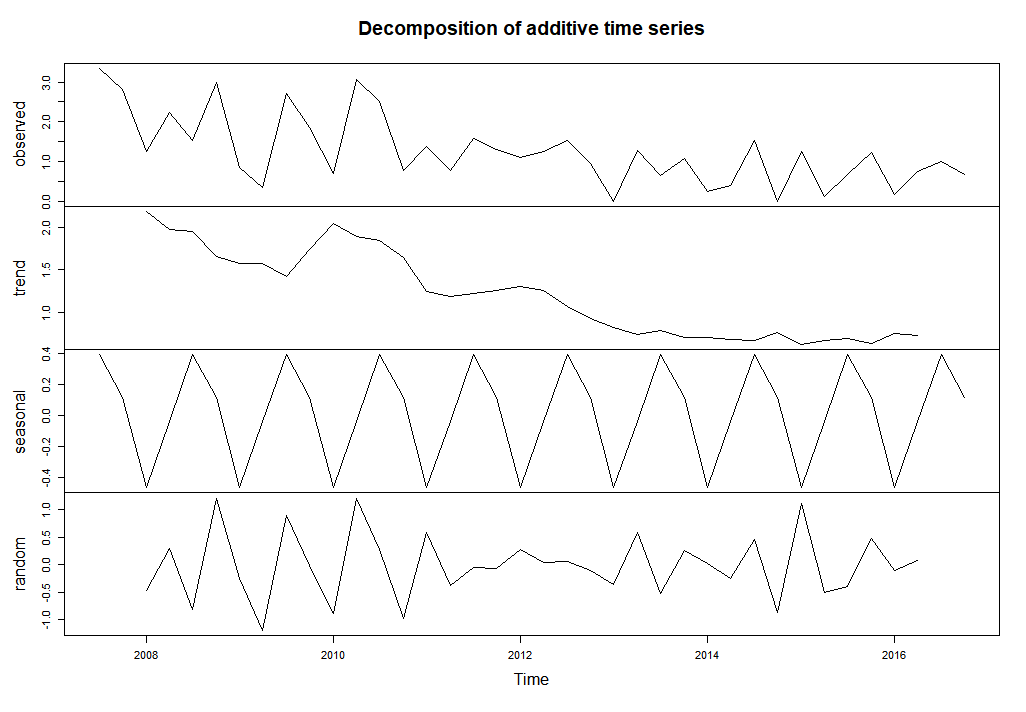 Decomposition of additive time series
observed
0.0 1.0 2.0 3.0
trend
1.0 1.5 2.0
seasonal
-0.4 -0.2 0.0 0.2 0.4
random
-1.0 -0.5 0.0 0.5 1.0
2008 2010 2012 2014 2016
Time